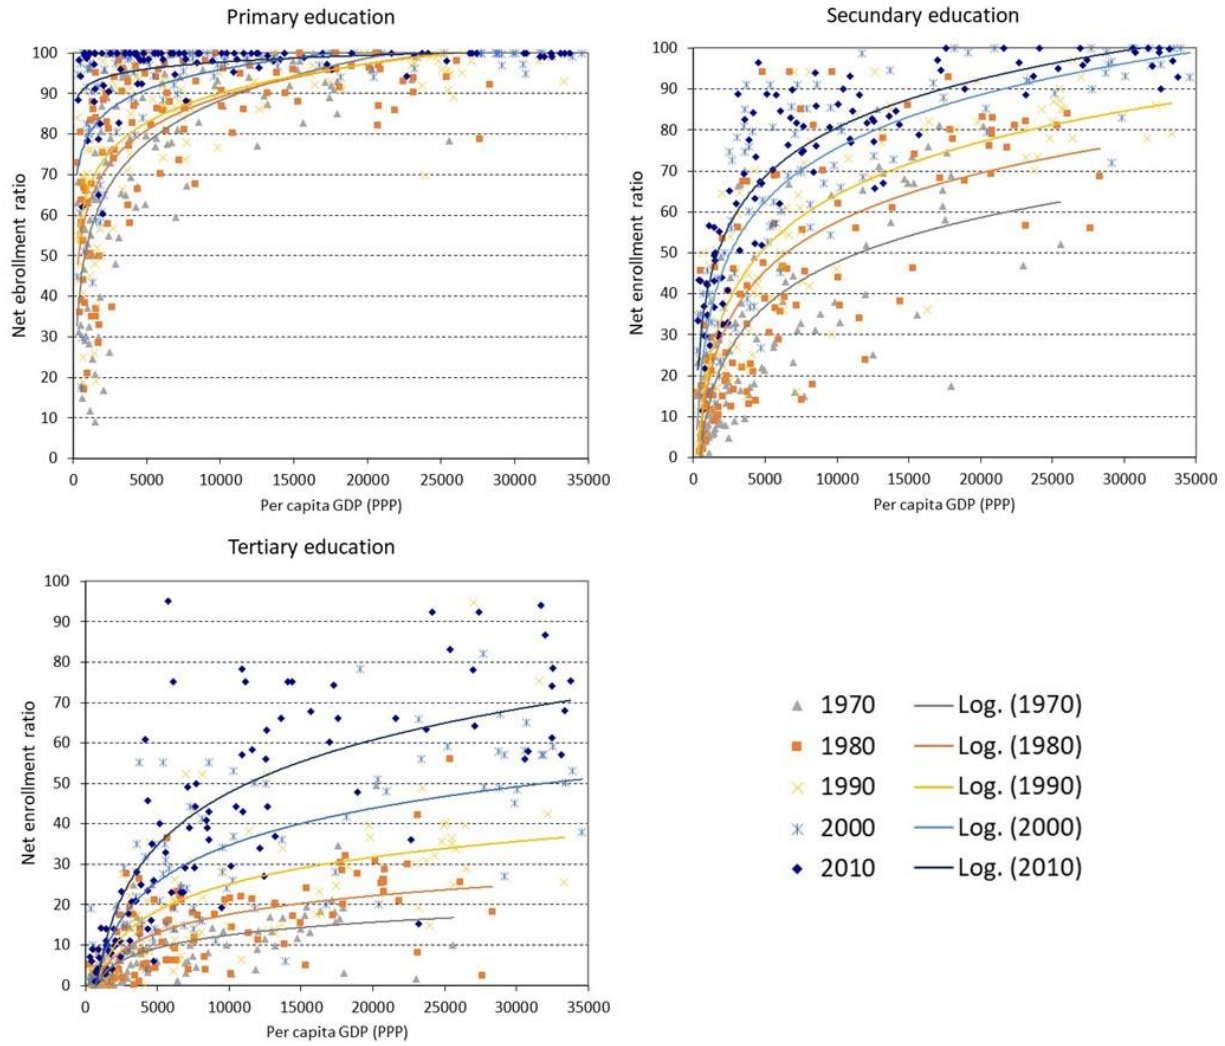 Primary education
100
90
80
70
60
50
40
30
20
10
0
Net ebrollment ratio
0 5000 10000 15000 20000 25000 30000 35000
Per capita GDP (PPP)
Secundary education
100
90
80
70
60
50
40
30
20
10
0
Net enrollment ratio
0 5000 10000 15000 20000 25000 30000 35000
Per capita GDP (PPP)
Tertiary education
100
90
80
70
60
50
40
30
20
10
0
Net enrollment ratio
0 5000 10000 15000 20000 25000 30000 35000
Per capita GDP (PPP)
1970 Log. (1970)
1980 Log. (1980)
1990 Log. (1990)
2000 Log. (2000)
2010 Log. (2010)